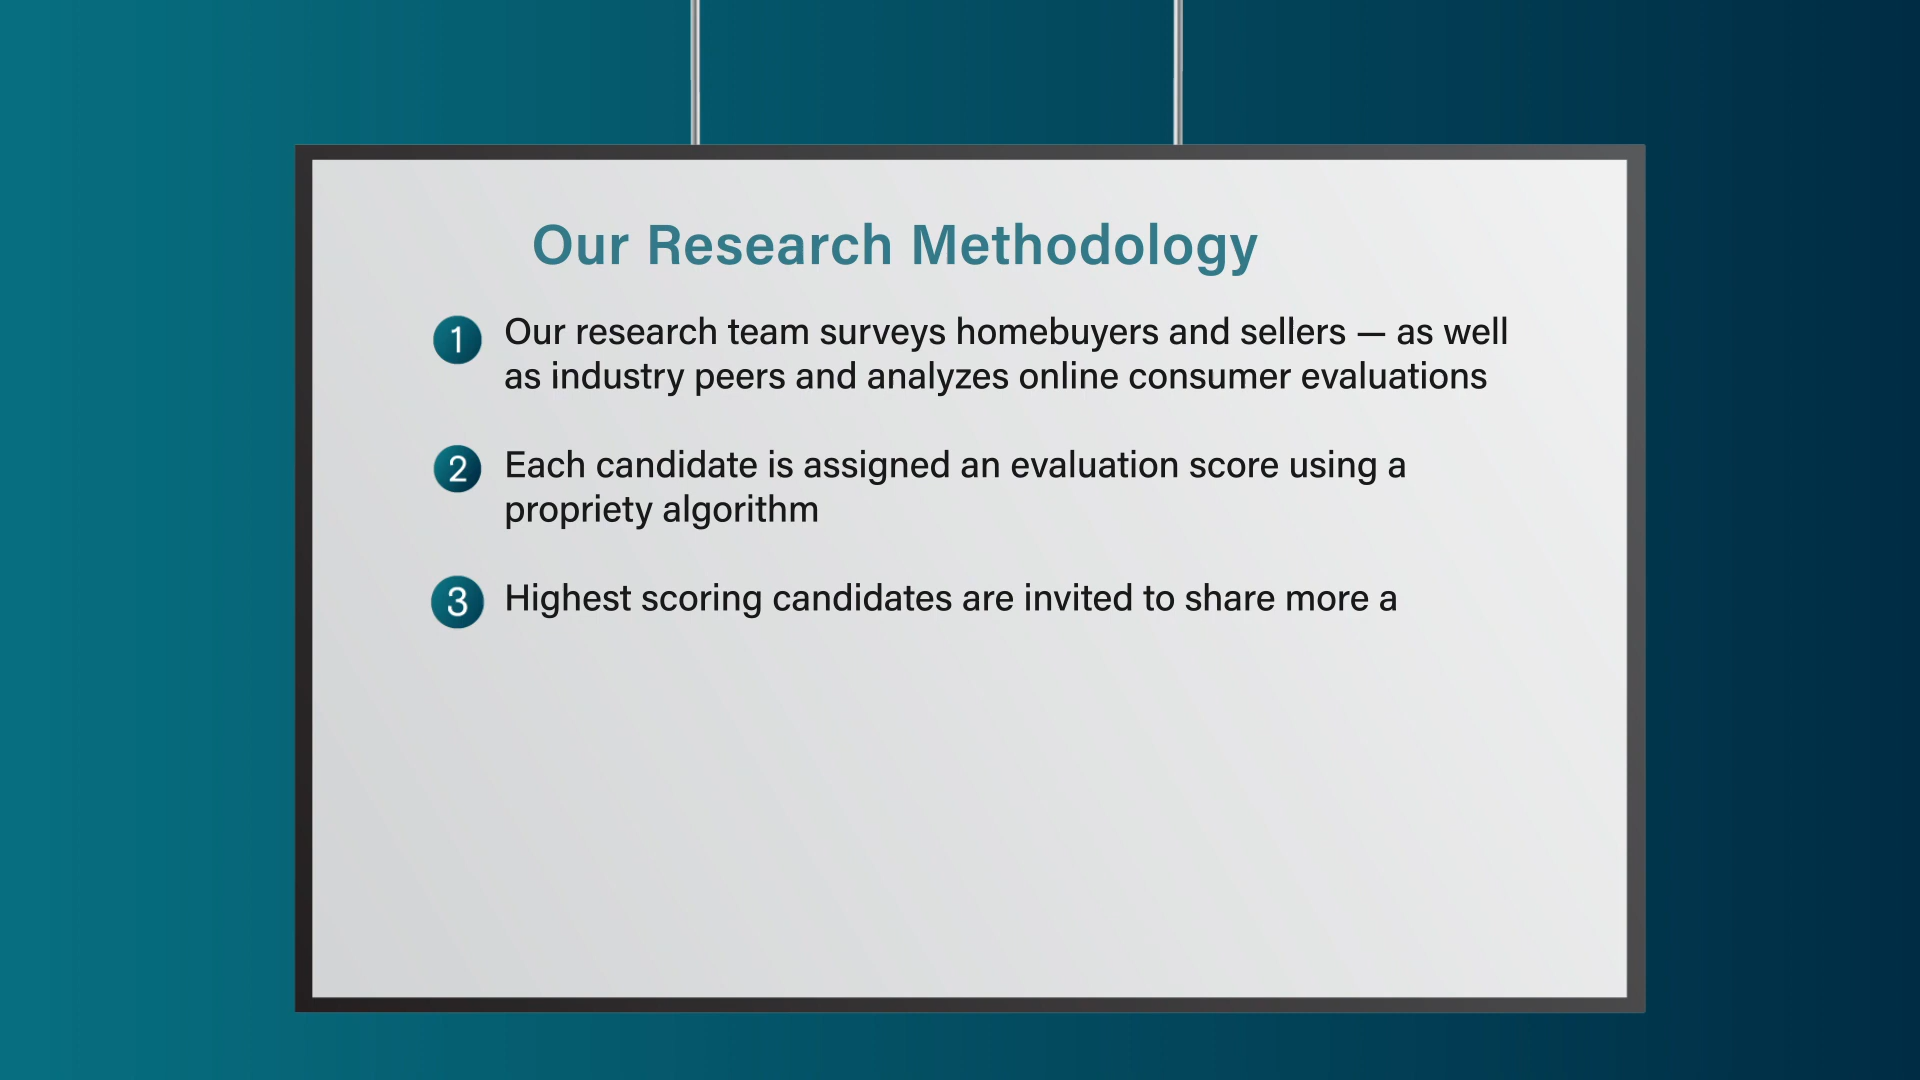 Our Research Methodology
1 Our research team surveys homebuyers and sellers — as well
as industry peers and analyzes online consumer evaluations
2 Each candidate is assigned an evaluation score using a
propriety algorithm
3 Highest scoring candidates are invited to share more a